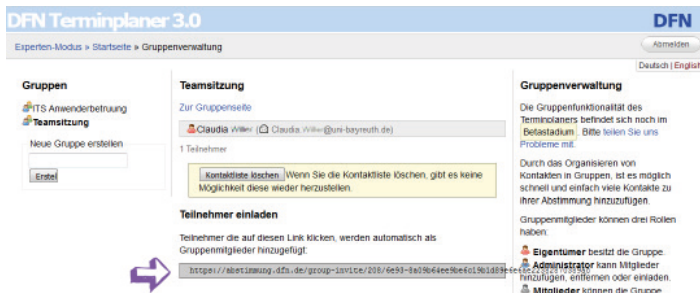 DFN Terminplaner 3.0
DFN
Experten-Modus » Startseite » Gruppenverwaltung
Abmelden
Deutsch | English
Gruppen
ITS Anwenderbetruung
Teamsitzung
Neue Gruppe erstellen
Erstel
Teamsitzung
Zur Gruppenseite
Claudia (Claudia. @uni-bayreuth.de)
1 Teilnehmer
Kontaktliste löschen Wenn Sie die Kontaktliste löschen, gibt es keine
Möglichkeit diese wieder herzustellen.
Teilnehmer einladen
Teilnehmer die auf diesen Link klicken, werden automatisch als
Gruppenmitglieder hinzugefügt:
https://abstimmung.dfn.de/group-invite/208/
Gruppenverwaltung
Die Gruppenfunktionalität des
Terminplaners befindet sich noch im
Betastadium. Bitte teilen Sie uns
Probleme mit.
Durch das Organisieren von
Kontakten in Gruppen, ist es möglich
schnell und einfach viele Kontakte zu
ihrer Abstimmung hinzuzufügen.
Gruppenmitglieder können drei Rollen
haben:
Eigentümer besitzt die Gruppe.
Administrator kann Mitglieder
hinzufügen, entfernen oder einladen.
Mitglieder können die Gruppe